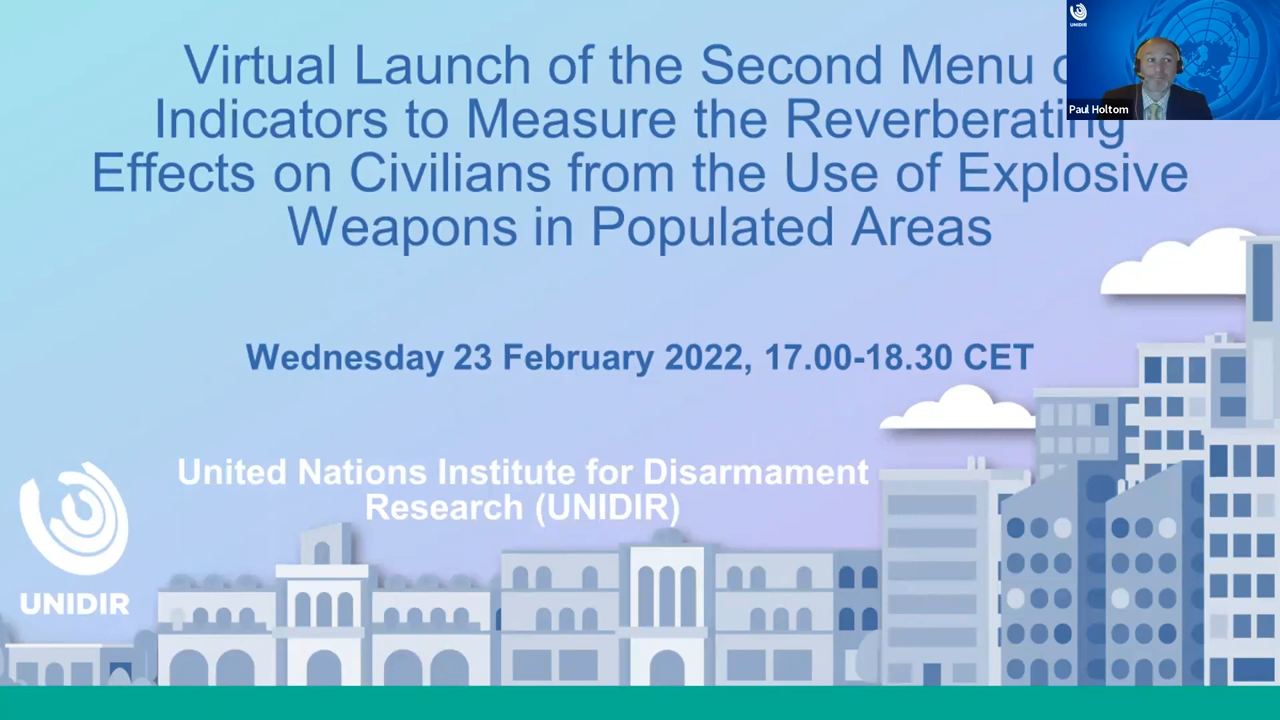 Virtual Launch of the Second Menu
Indicators to Measure the Reverberating
Effects on Civilians from the Use of Explosive
Weapons in Populated Areas
UNIDIR
Paul Holtom
Wednesday 23 February 2022, 17.00-18.30 CET
United Nations Institute for Disarmament
Research (UNIDIR)
UNIDIR